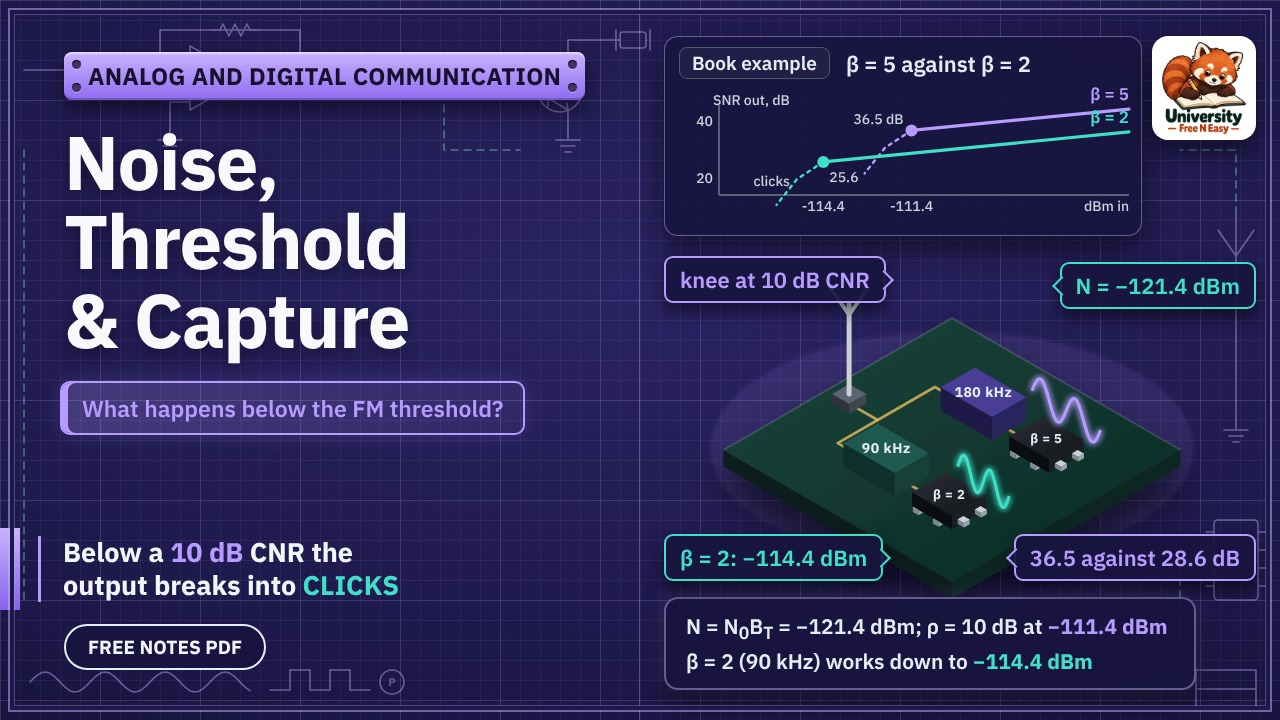 ANALOG AND DIGITAL COMMUNICATION
Noise,
Threshold
& Capture
What happens below the FM threshold?
Below a 10 dB CNR the
output breaks into CLICKS
FREE NOTES PDF
P
Book example
β = 5 against β = 2
SNR out, dB
β = 5
β = 2
40
36.5 dB
20
clicks
25.6
-114.4
-111.4
dBm in
University
Free N Easy
knee at 10 dB CNR
N = −121.4 dBm
180 kHz
β = 5
90 kHz
β = 2
β = 2: −114.4 dBm
36.5 against 28.6 dB
N = N₀B_T = −121.4 dBm; ρ = 10 dB at −111.4 dBm
β = 2 (90 kHz) works down to −114.4 dBm